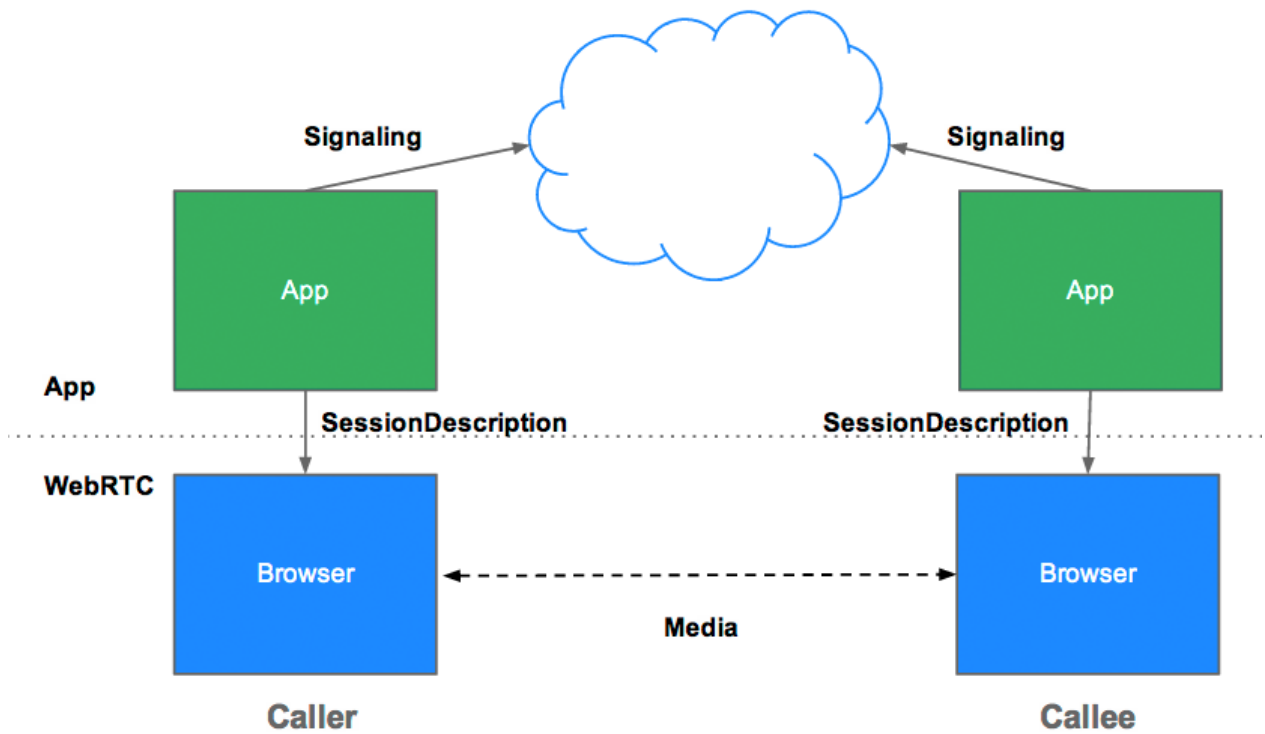 Signaling
Signaling
App
App
App
SessionDescription
SessionDescription
WebRTC
Browser
Browser
Media
Caller
Callee